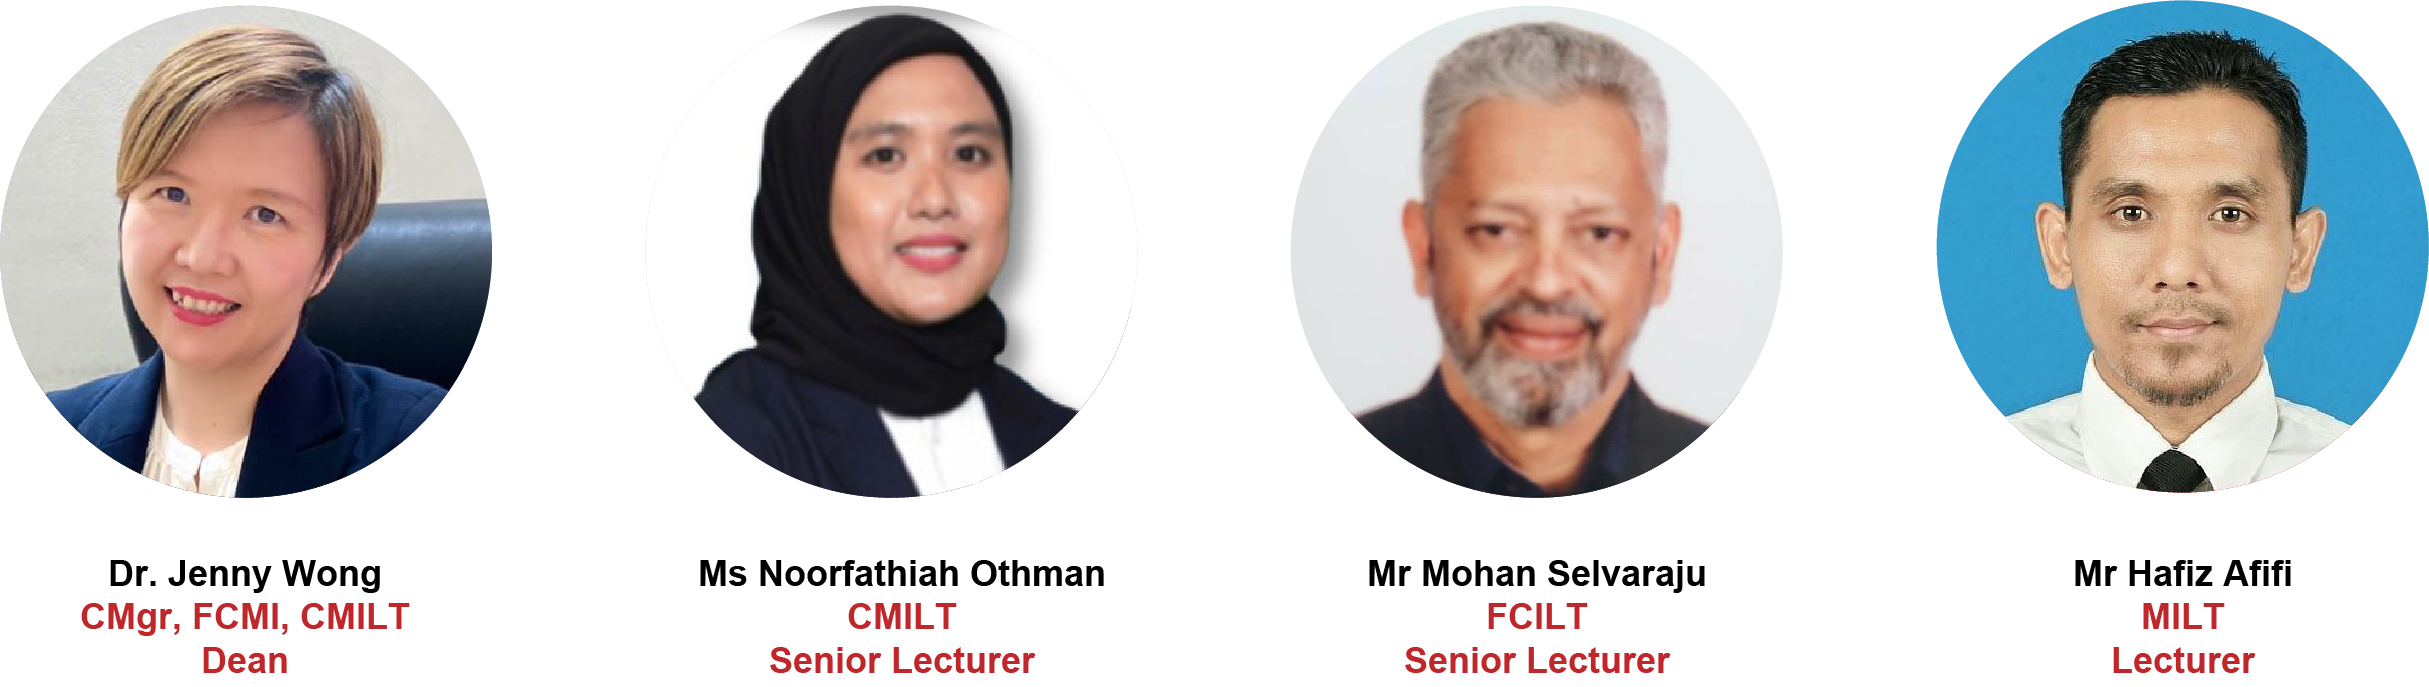 Dr. Jenny Wong
CMgr, FCMI, CMILT
Dean
Ms Noorfathiah Othman
CMILT
Senior Lecturer
Mr Mohan Selvaraju
FCILT
Senior Lecturer
Mr Hafiz Afifi
MILT
Lecturer